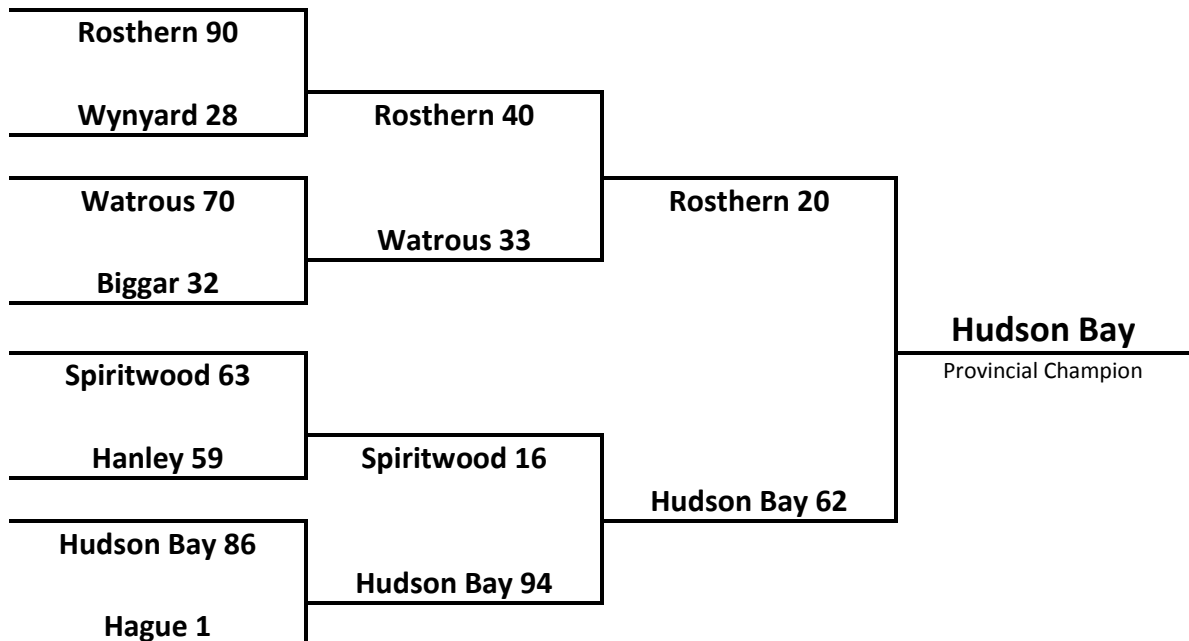 Rosthern 90
Wynyard 28
Rosthern 40
Watrous 70
Rosthern 20
Watrous 33
Biggar 32
Hudson Bay
Provincial Champion
Spiritwood 63
Hanley 59
Spiritwood 16
Hudson Bay 62
Hudson Bay 86
Hudson Bay 94
Hague 1